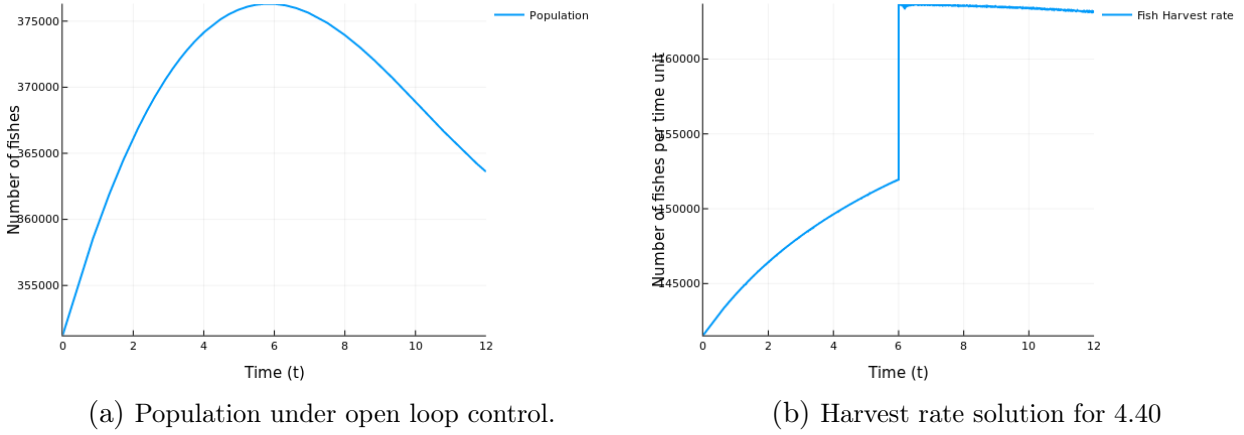 375000
370000
365000
360000
355000
Number of fishes
0 2 4 6 8 10 12
Time (t)
Population
160000
155000
150000
145000
Number of fishes per time unit
0 2 4 6 8 10 12
Time (t)
Fish Harvest rate
(a) Population under open loop control.
(b) Harvest rate solution for 4.40